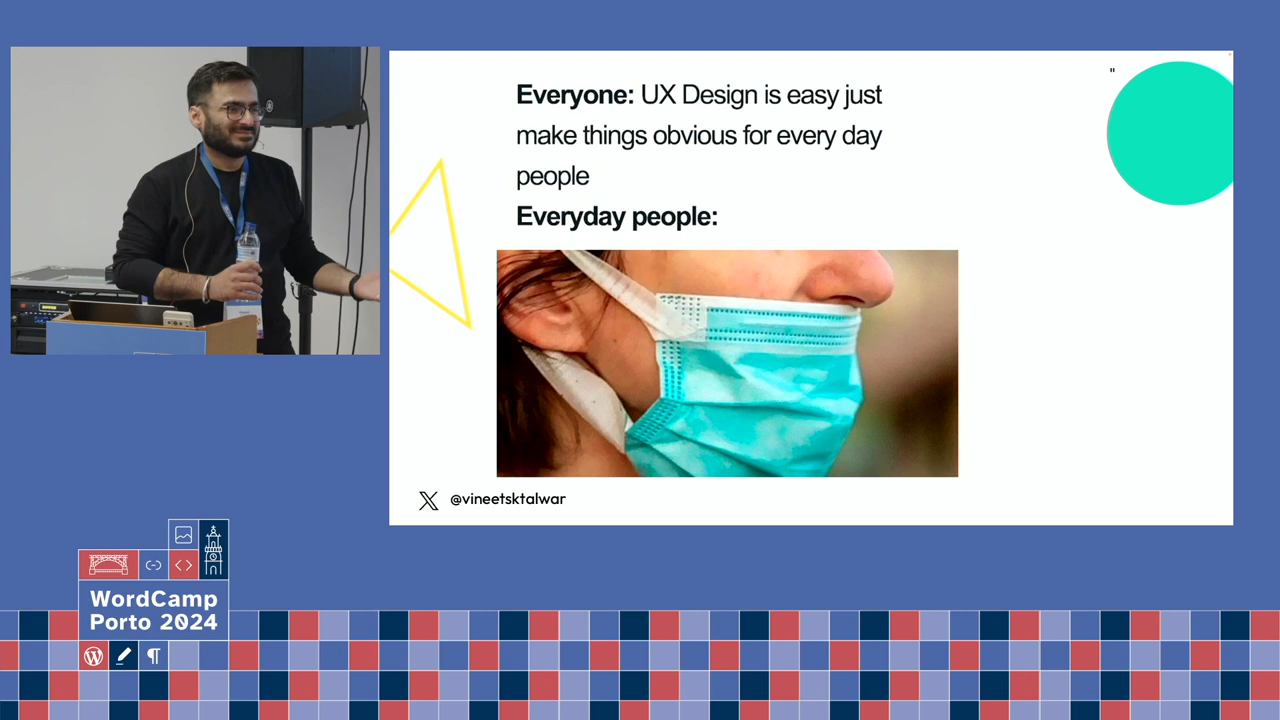 "
Everyone: UX Design is easy just
make things obvious for every day
people
Everyday people:
@vineetsktalwar
WordCamp
Porto 2024